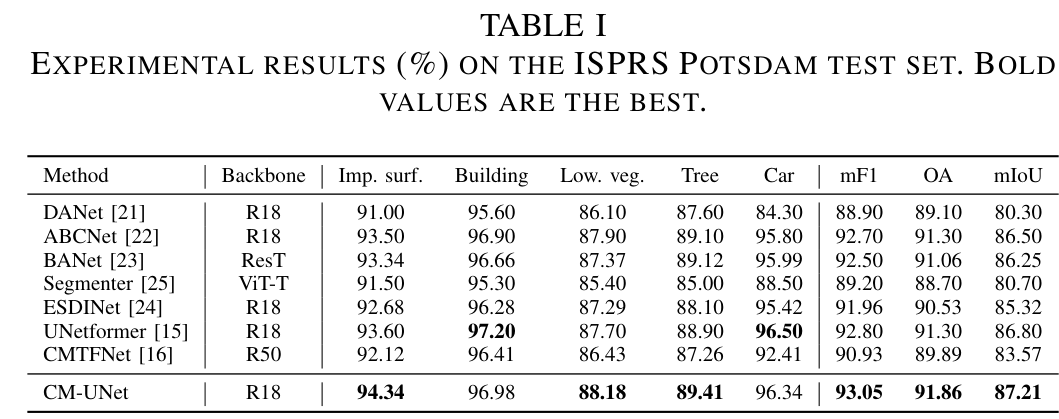 TABLE I
EXPERIMENTAL RESULTS (%) ON THE ISPRS POTSDAM TEST SET. BOLD
VALUES ARE THE BEST.
Method Backbone Imp. surf. Building Low. veg. Tree Car mF1 OA mIoU
DANet [21] R18 91.00 95.60 86.10 87.60 84.30 88.90 89.10 80.30
ABCNet [22] R18 93.50 96.90 87.90 89.10 95.80 92.70 91.30 86.50
BANet [23] ResT 93.34 96.66 87.37 89.12 95.99 92.50 91.06 86.25
Segmenter [25] ViT-T 91.50 95.30 85.40 85.00 88.50 89.20 88.70 80.70
ESDINet [24] R18 92.68 96.28 87.29 88.10 95.42 91.96 90.53 85.32
UNetformer [15] R18 93.60 97.20 87.70 88.90 96.50 92.80 91.30 86.80
CMTFNet [16] R50 92.12 96.41 86.43 87.26 92.41 90.93 89.89 83.57
CM-UNet R18 94.34 96.98 88.18 89.41 96.34 93.05 91.86 87.21